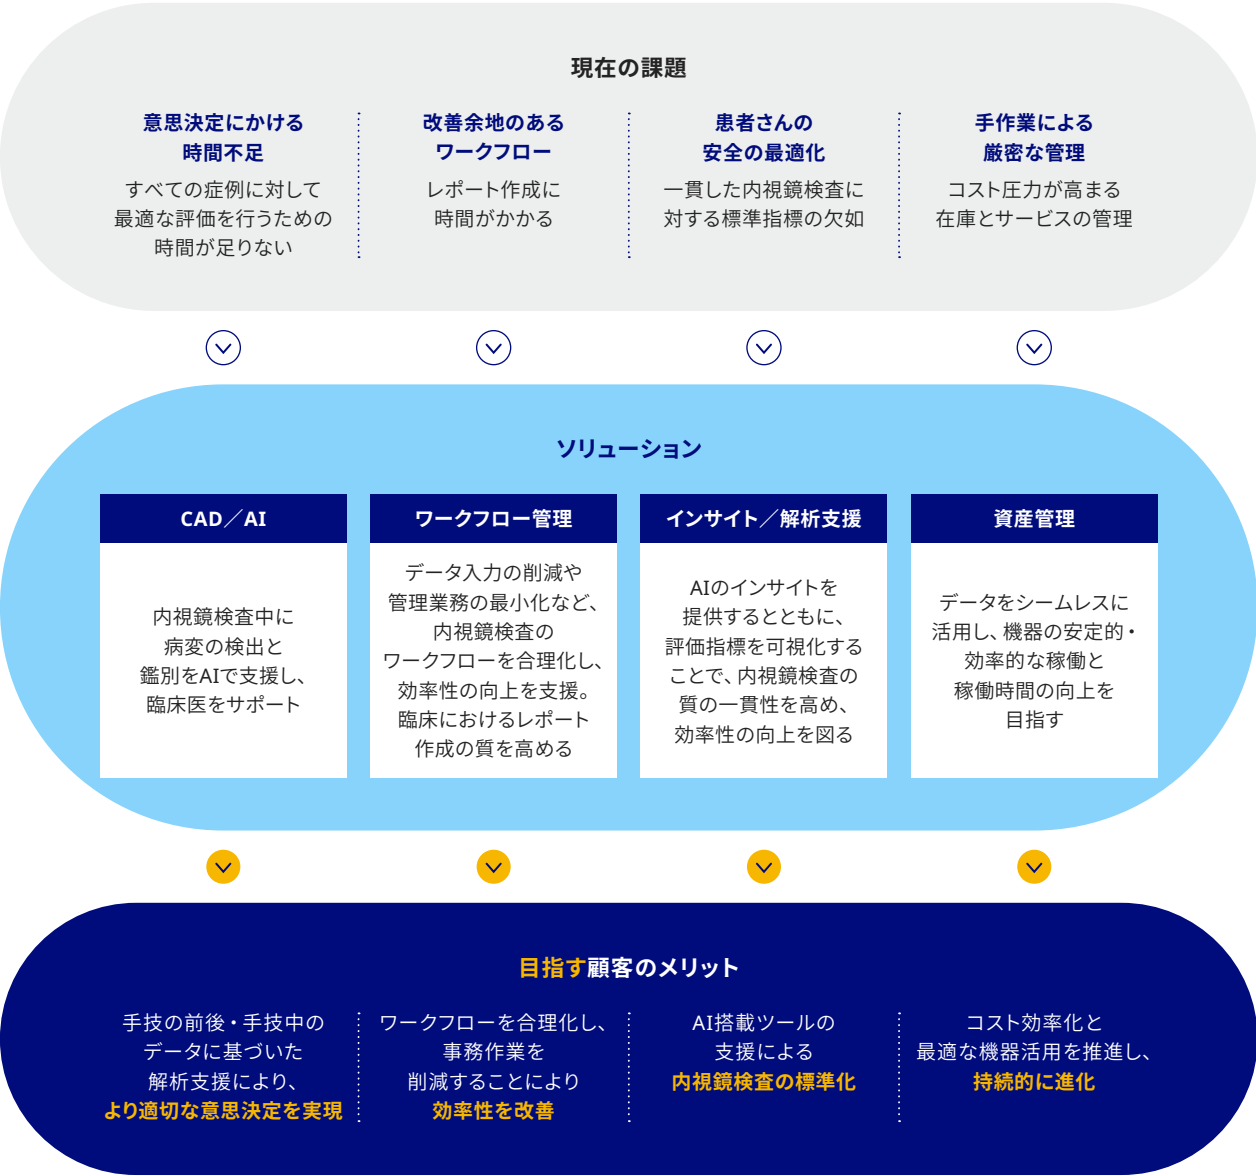 現在の課題
意思決定にかける
時間不足
すべての症例に対して
最適な評価を行うための
時間が足りない
改善余地のある
ワークフロー
レポート作成に
時間がかかる
患者さんの
安全の最適化
一貫した内視鏡検査に
対する標準指標の欠如
手作業による
厳密な管理
コスト圧力が高まる
在庫とサービスの管理
ソリューション
CAD／AI
内視鏡検査中に
病変の検出と
鑑別をAIで支援し、
臨床医をサポート
ワークフロー管理
データ入力の削減や
管理業務の最小化など、
内視鏡検査の
ワークフローを合理化し、
効率性の向上を支援。
臨床におけるレポート
作成の質を高める
インサイト／解析支援
AIのインサイトを
提供するとともに、
評価指標を可視化する
ことで、内視鏡検査の
質の一貫性を高め、
効率性の向上を図る
資産管理
データをシームレスに
活用し、機器の安定的・
効率的な稼働と
稼働時間の向上を
目指す
目指す顧客のメリット
手技の前後・手技中の
データに基づいた
解析支援により、
より適切な意思決定を実現
ワークフローを合理化し、
事務作業を
削減することにより
効率性を改善
AI搭載ツールの
支援による
内視鏡検査の標準化
コスト効率化と
最適な機器活用を推進し、
持続的に進化